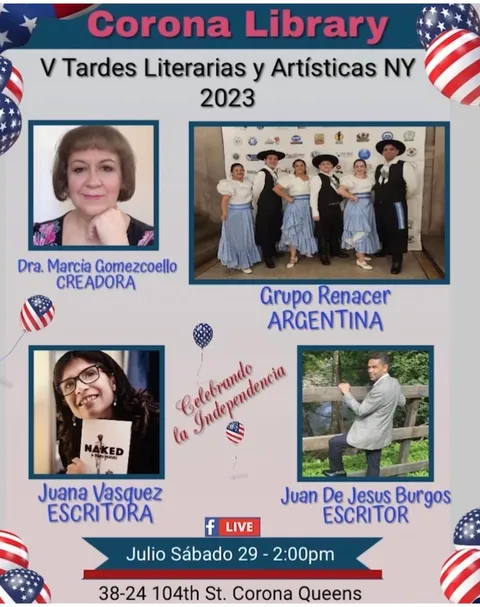 Corona Library
V Tardes Literarias y Artísticas NY
2023
Dra. Marcia Gomezcoello
CREADORA
Grupo Renacer
ARGENTINA
Celebrando
la Independencia
NAKED
Juana Vasquez
ESCRITORA
Juan De Jesus Burgos
ESCRITOR
f LIVE
Julio Sábado 29 - 2:00pm
38-24 104th St. Corona Queens